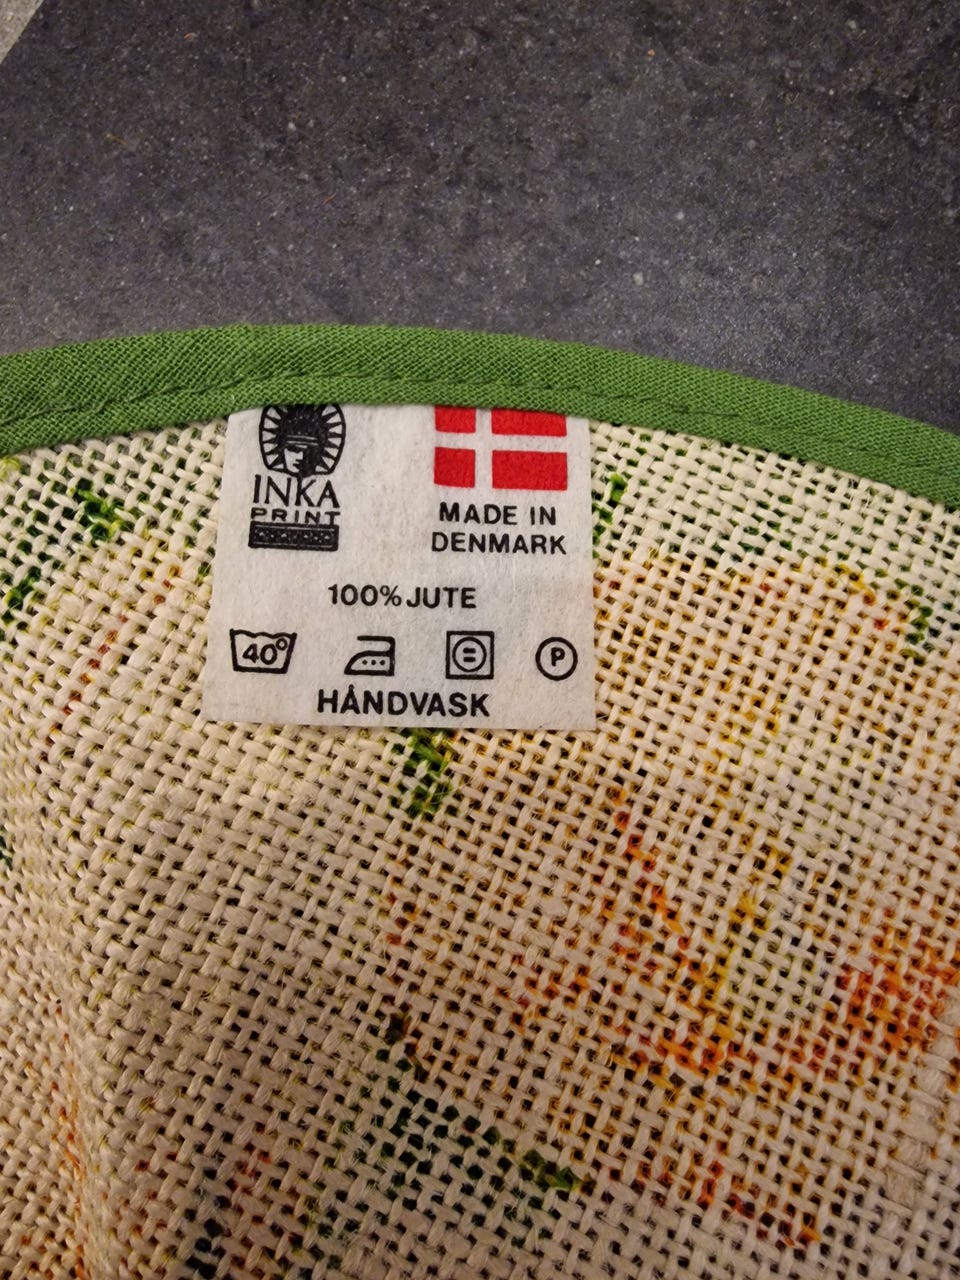 INKA
PRINT
MADE IN
DENMARK
100% JUTE
40°
P
HÅNDVASK